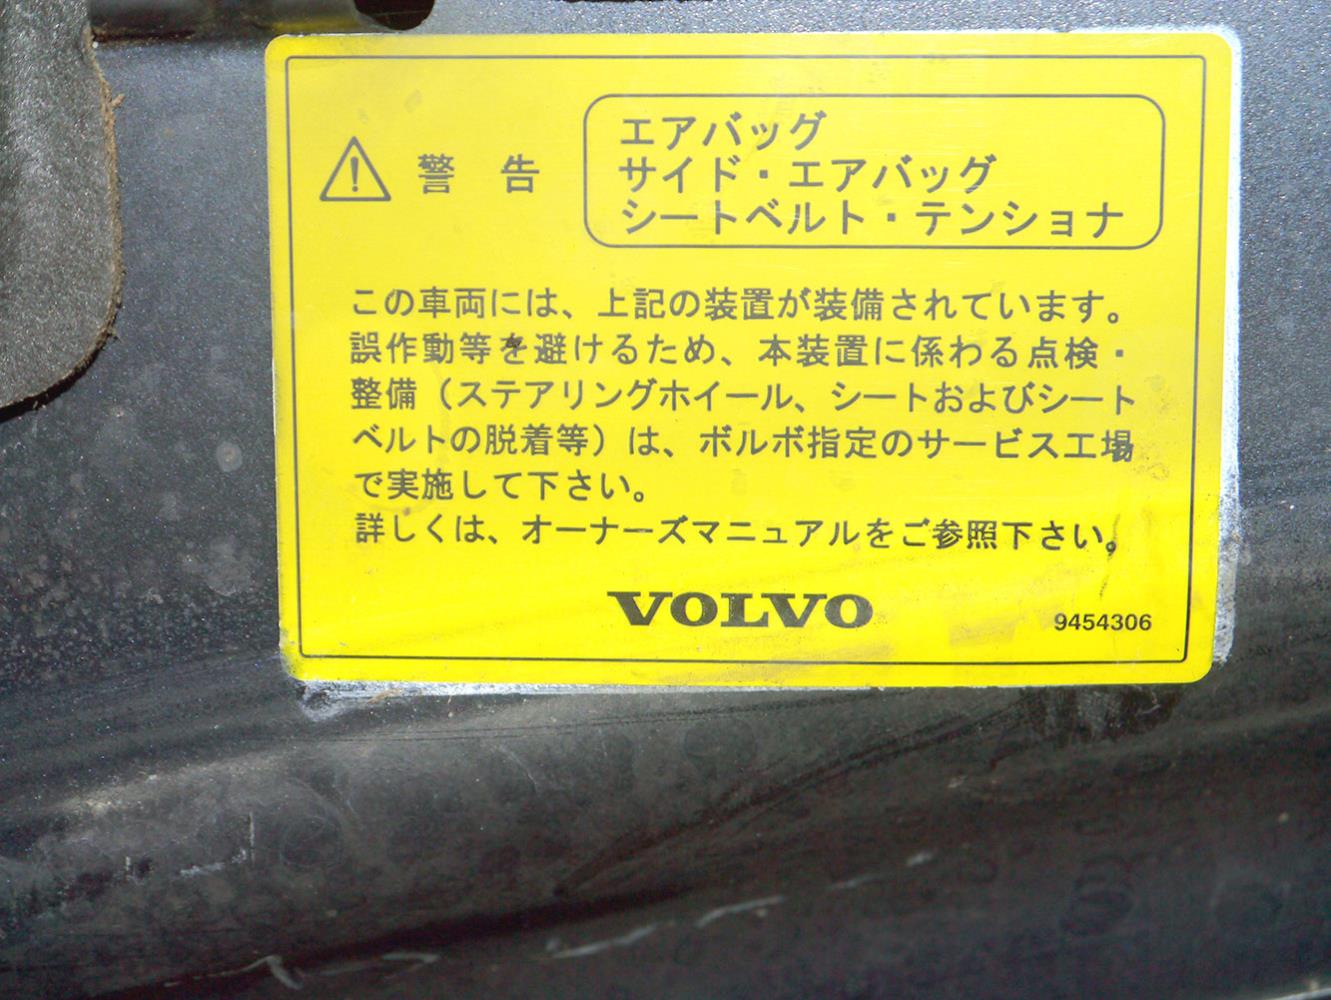 警告
エアバッグ
サイド・エアバッグ
シートベルト・テンショナ
この車両には、上記の装置が装備されています。
誤作動等を避けるため、本装置に係わる点検・
整備（ステアリングホイール、シートおよびシート
ベルトの脱着等）は、ボルボ指定のサービス工場
で実施して下さい。
詳しくは、オーナーズマニュアルをご参照下さい。
VOLVO
9454306